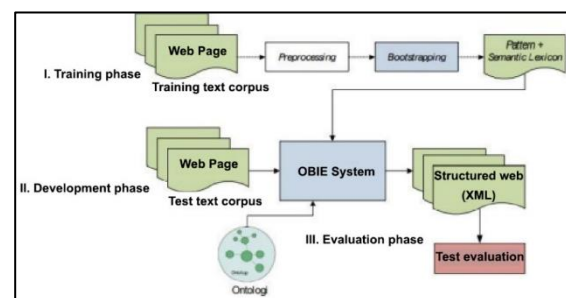 Web Page
Preprocessing
Bootstrapping
Pattern +
Semantic Lexicon
I. Training phase
Training text corpus
Web Page
OBIE System
Structured web
(XML)
II. Development phase
Test text corpus
III. Evaluation phase
Test evaluation
Ontologi